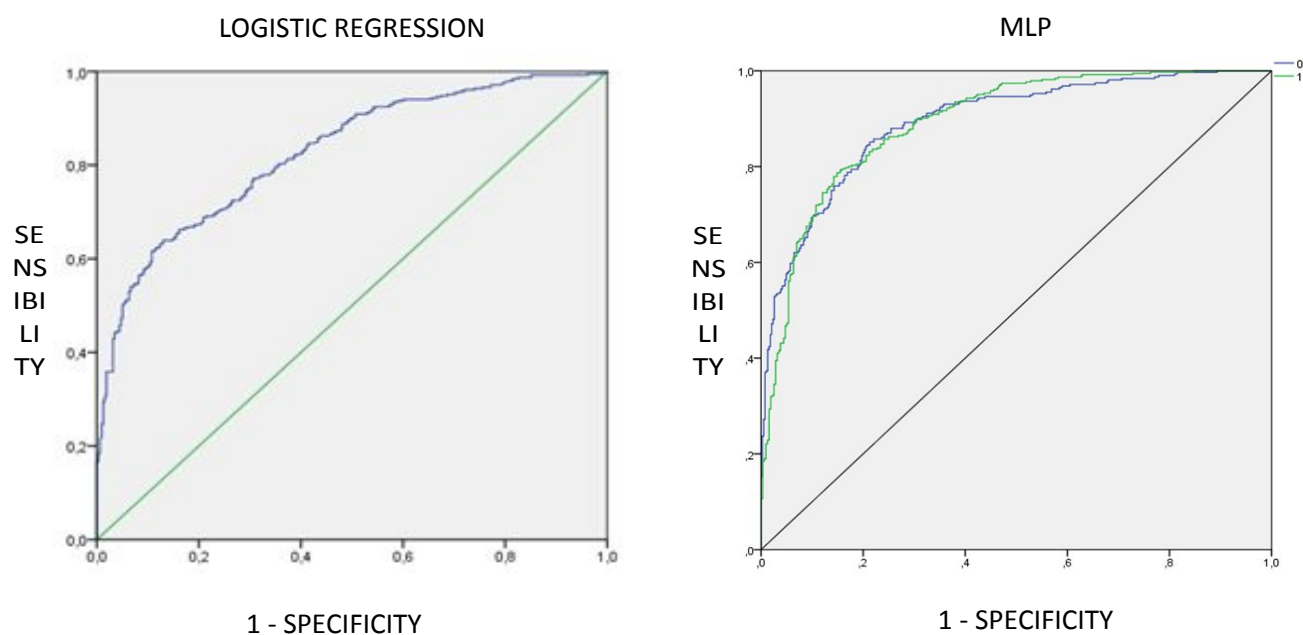 LOGISTIC REGRESSION
1,0
0,8
0,6
0,4
0,2
0,0
SE
NS
IBI
LI
TY
0,0 0,2 0,4 0,6 0,8 1,0
1 - SPECIFICITY
MLP
0
1
1,0
,8
,6
,4
,2
,0
SE
NS
IBI
LI
TY
,0 ,2 ,4 ,6 ,8 1,0
1 - SPECIFICITY